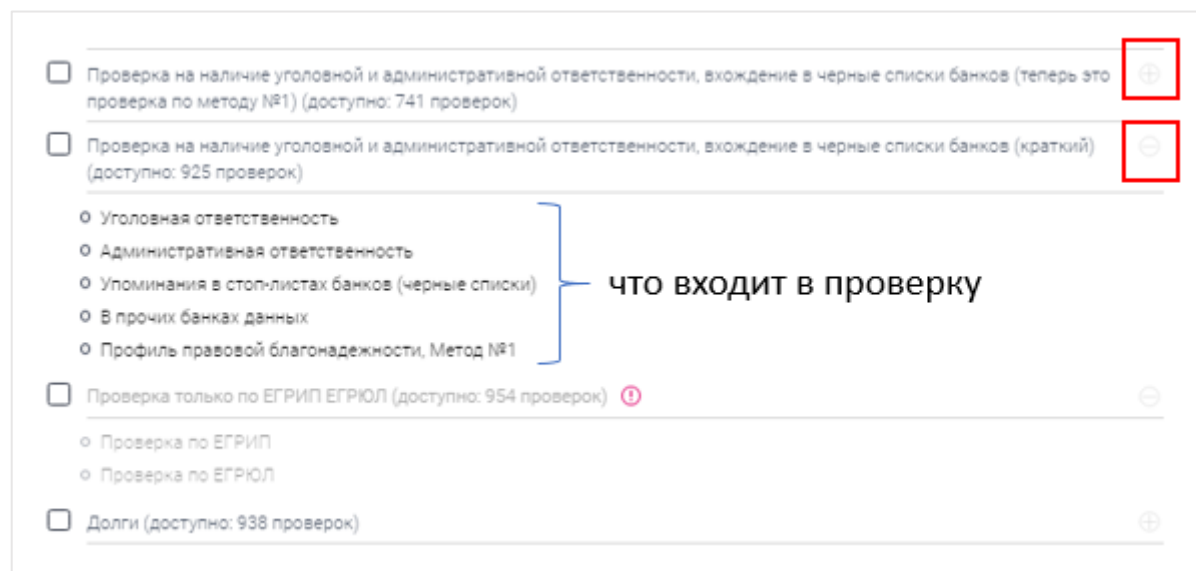 Проверка на наличие уголовной и административной ответственности, вхождение в черные списки банков (теперь это
проверка по методу №1) (доступно: 741 проверок)
Проверка на наличие уголовной и административной ответственности, вхождение в черные списки банков (краткий)
(доступно: 925 проверок)
Уголовная ответственность
Административная ответственность
Упоминания в стоп-листах банков (черные списки)
что входит в проверку
В прочих банках данных
Профиль правовой благонадежности, Метод №1
Проверка только по ЕГРИП ЕГРЮЛ (доступно: 954 проверок)
Проверка по ЕГРИП
Проверка по ЕГРЮЛ
Долги (доступно: 938 проверок)